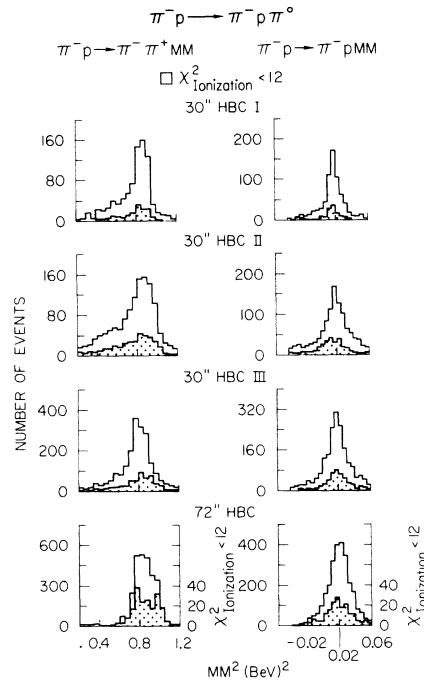 π⁻p → π⁻pπ°
π⁻p → π⁻π⁺MM π⁻p → π⁻pMM
□ χ²Ionization <12
30" HBC I
160
80
0
200
100
0
30" HBC II
160
80
0
200
100
0
30" HBC III
400
200
0
320
160
0
72" HBC
750
500
250
0
40
20
0
χ²Ionization <12
400
200
0
40
20
0
χ²Ionization <12
.0.4 0.8 1.2
-0.02 0.02 0.06
NUMBER OF EVENTS
MM² (BeV)²